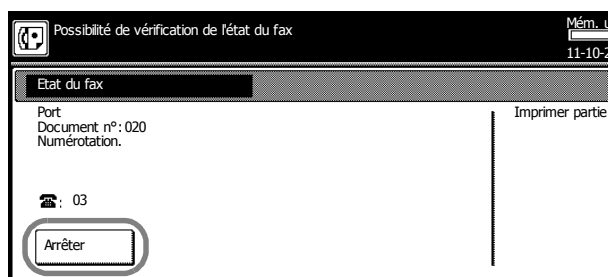 Possibilité de vérification de l'état du fax
Mém. u
11-10-2
Etat du fax
Port
Document n°: 020
Numérotation.
Imprimer partie
☎: 03
Arrêter